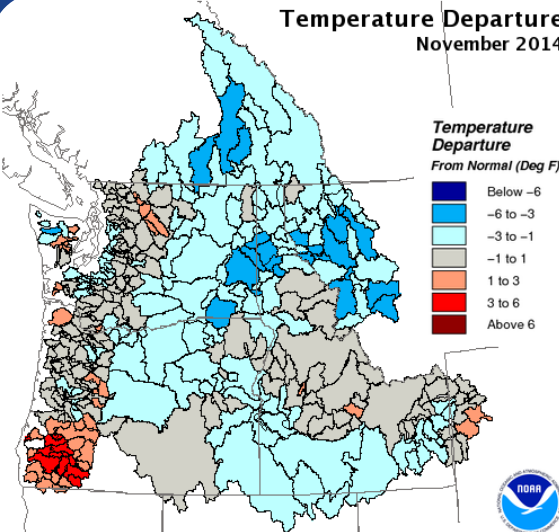 Temperature Departure
November 2014
Temperature
Departure
From Normal (Deg F)
Below -6
-6 to -3
-3 to -1
-1 to 1
1 to 3
3 to 6
Above 6
NOAA